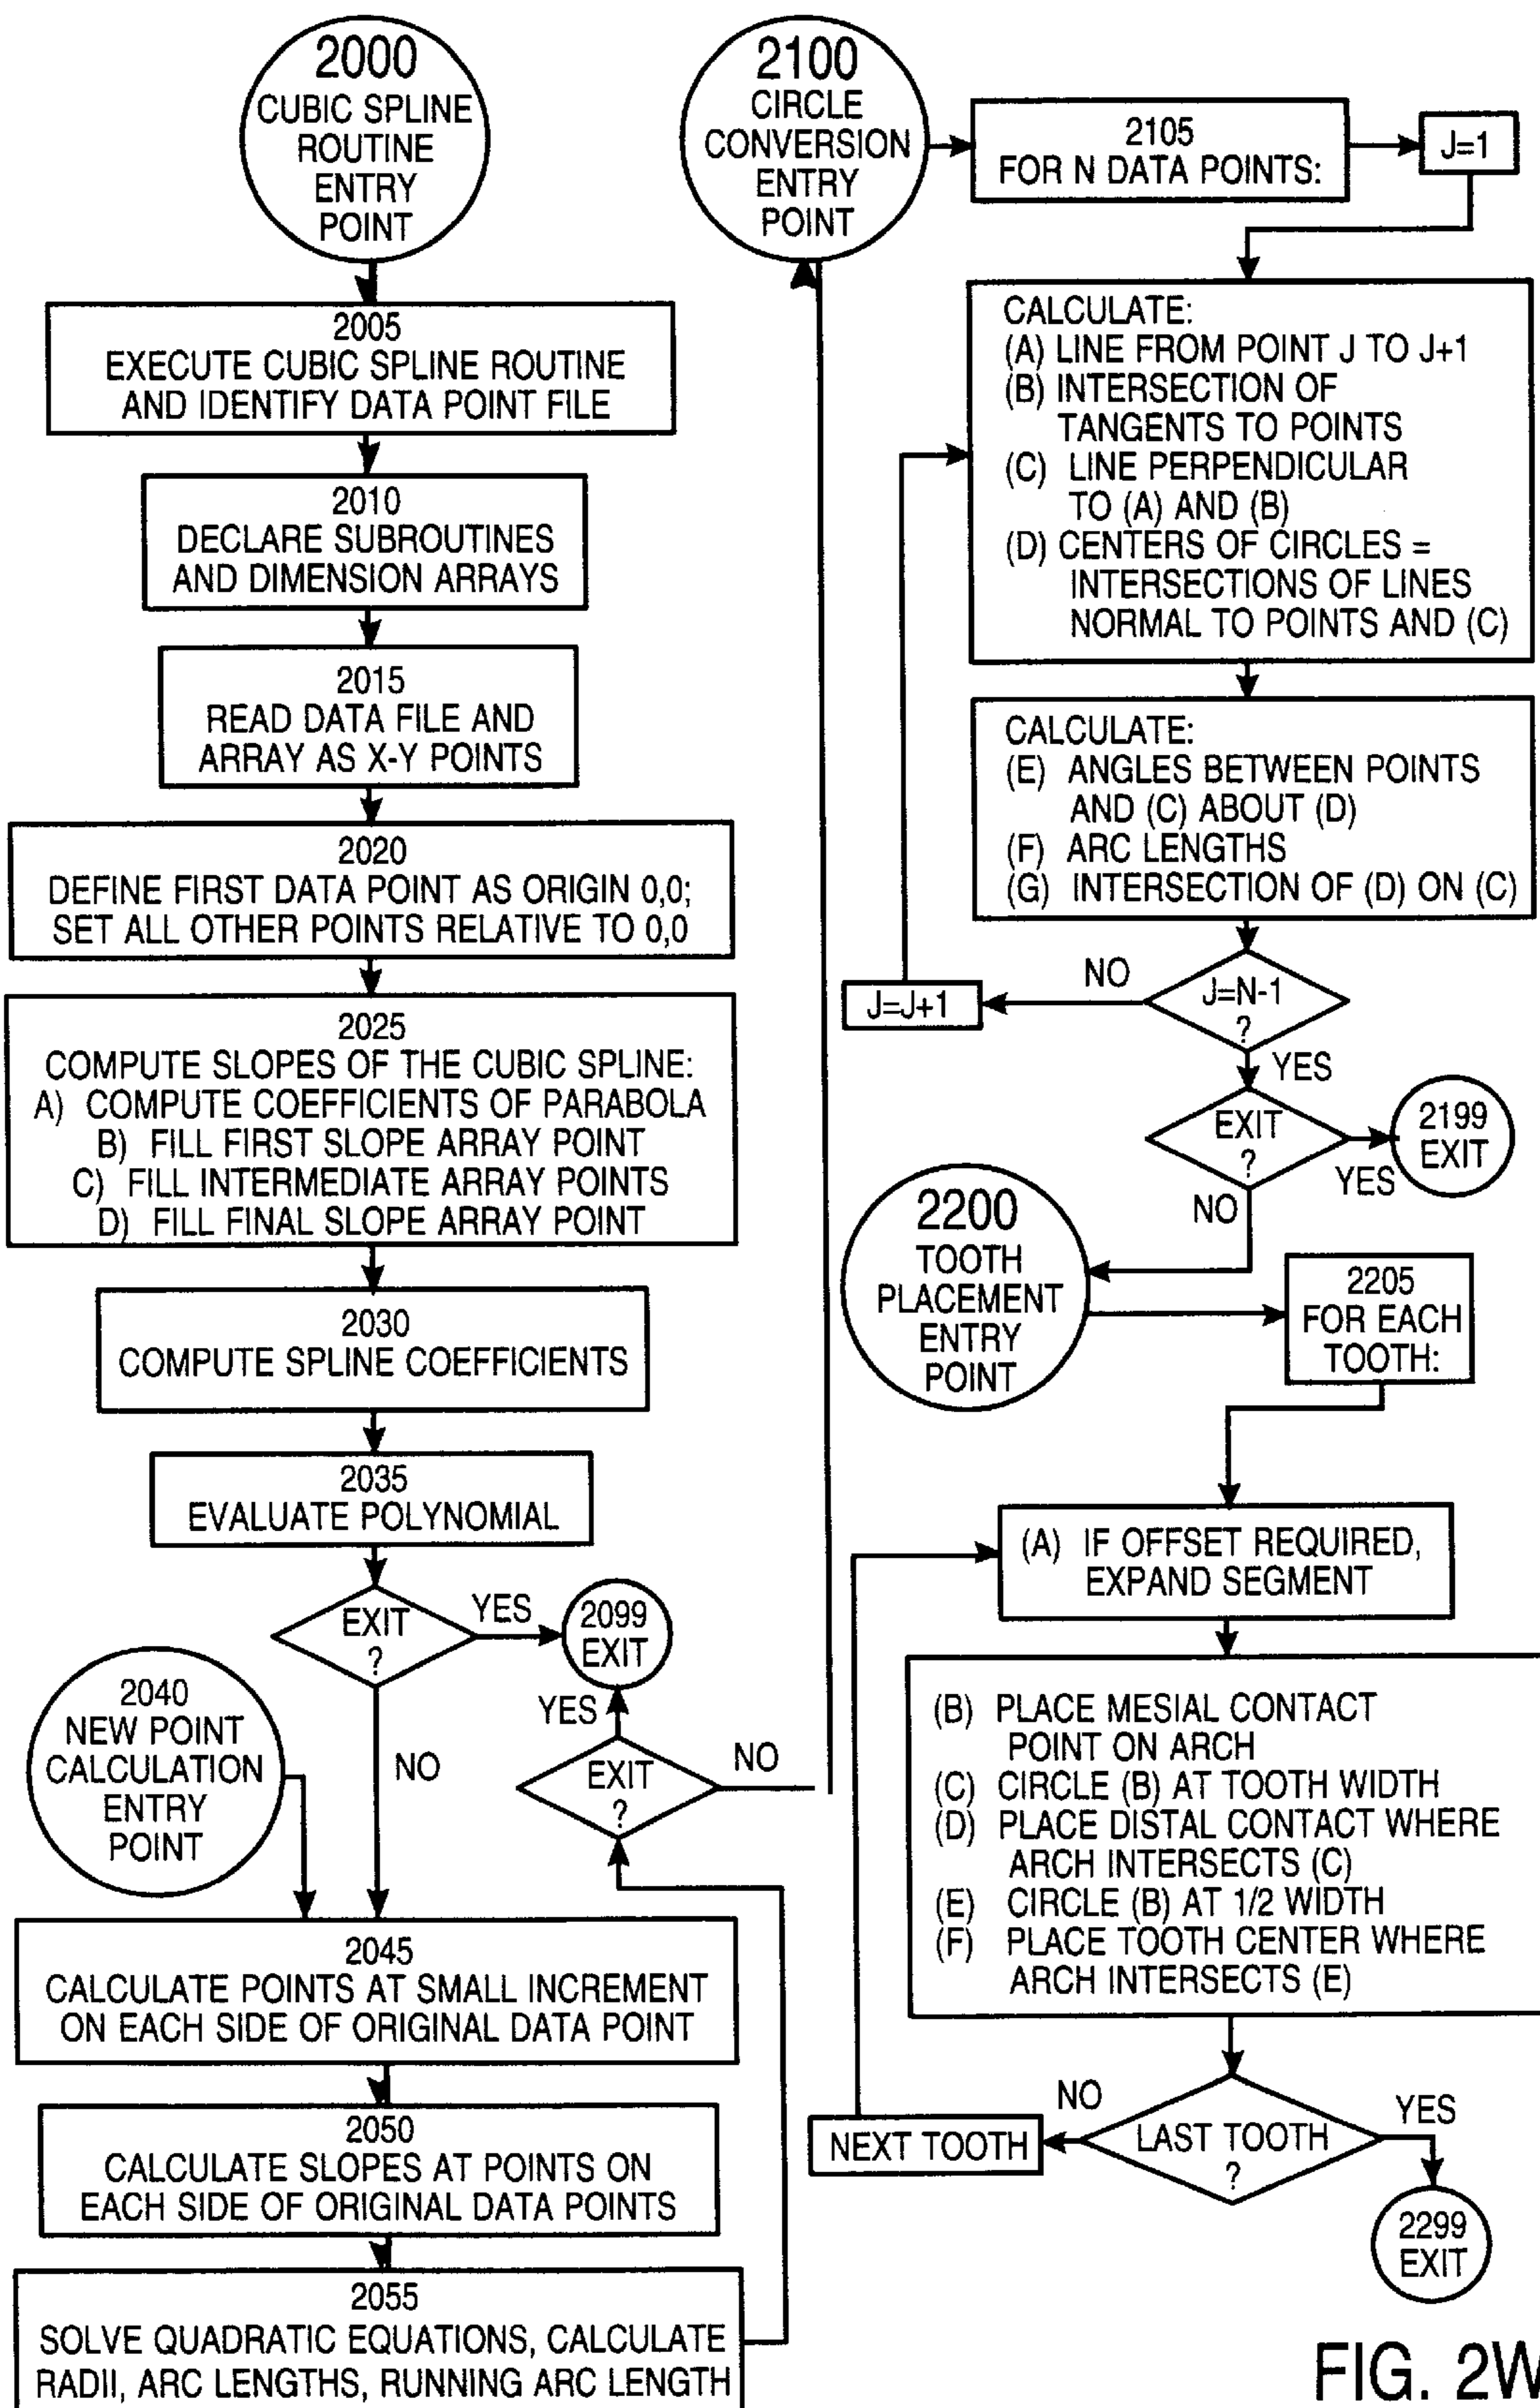 2000
CUBIC SPLINE
ROUTINE
ENTRY
POINT
2005
EXECUTE CUBIC SPLINE ROUTINE
AND IDENTIFY DATA POINT FILE
2010
DECLARE SUBROUTINES
AND DIMENSION ARRAYS
2015
READ DATA FILE AND
ARRAY AS X-Y POINTS
2020
DEFINE FIRST DATA POINT AS ORIGIN 0,0;
SET ALL OTHER POINTS RELATIVE TO 0,0
2025
COMPUTE SLOPES OF THE CUBIC SPLINE:
A) COMPUTE COEFFICIENTS OF PARABOLA
B) FILL FIRST SLOPE ARRAY POINT
C) FILL INTERMEDIATE ARRAY POINTS
D) FILL FINAL SLOPE ARRAY POINT
2030
COMPUTE SPLINE COEFFICIENTS
2035
EVALUATE POLYNOMIAL
EXIT
?
YES
2099
EXIT
NO
2040
NEW POINT
CALCULATION
ENTRY
POINT
YES
EXIT
?
NO
2045
CALCULATE POINTS AT SMALL INCREMENT
ON EACH SIDE OF ORIGINAL DATA POINT
2050
CALCULATE SLOPES AT POINTS ON
EACH SIDE OF ORIGINAL DATA POINTS
2055
SOLVE QUADRATIC EQUATIONS, CALCULATE
RADII, ARC LENGTHS, RUNNING ARC LENGTH
2100
CIRCLE
CONVERSION
ENTRY
POINT
2105
FOR N DATA POINTS:
J=1
CALCULATE:
(A) LINE FROM POINT J TO J+1
(B) INTERSECTION OF
TANGENTS TO POINTS
(C) LINE PERPENDICULAR
TO (A) AND (B)
(D) CENTERS OF CIRCLES =
INTERSECTIONS OF LINES
NORMAL TO POINTS AND (C)
CALCULATE:
(E) ANGLES BETWEEN POINTS
AND (C) ABOUT (D)
(F) ARC LENGTHS
(G) INTERSECTION OF (D) ON (C)
J=N-1
?
NO
J=J+1
YES
EXIT
?
YES
2199
EXIT
NO
2200
TOOTH
PLACEMENT
ENTRY
POINT
2205
FOR EACH
TOOTH:
(A) IF OFFSET REQUIRED,
EXPAND SEGMENT
(B) PLACE MESIAL CONTACT
POINT ON ARCH
(C) CIRCLE (B) AT TOOTH WIDTH
(D) PLACE DISTAL CONTACT WHERE
ARCH INTERSECTS (C)
(E) CIRCLE (B) AT 1/2 WIDTH
(F) PLACE TOOTH CENTER WHERE
ARCH INTERSECTS (E)
LAST TOOTH
?
NO
NEXT TOOTH
YES
2299
EXIT
FIG. 2W